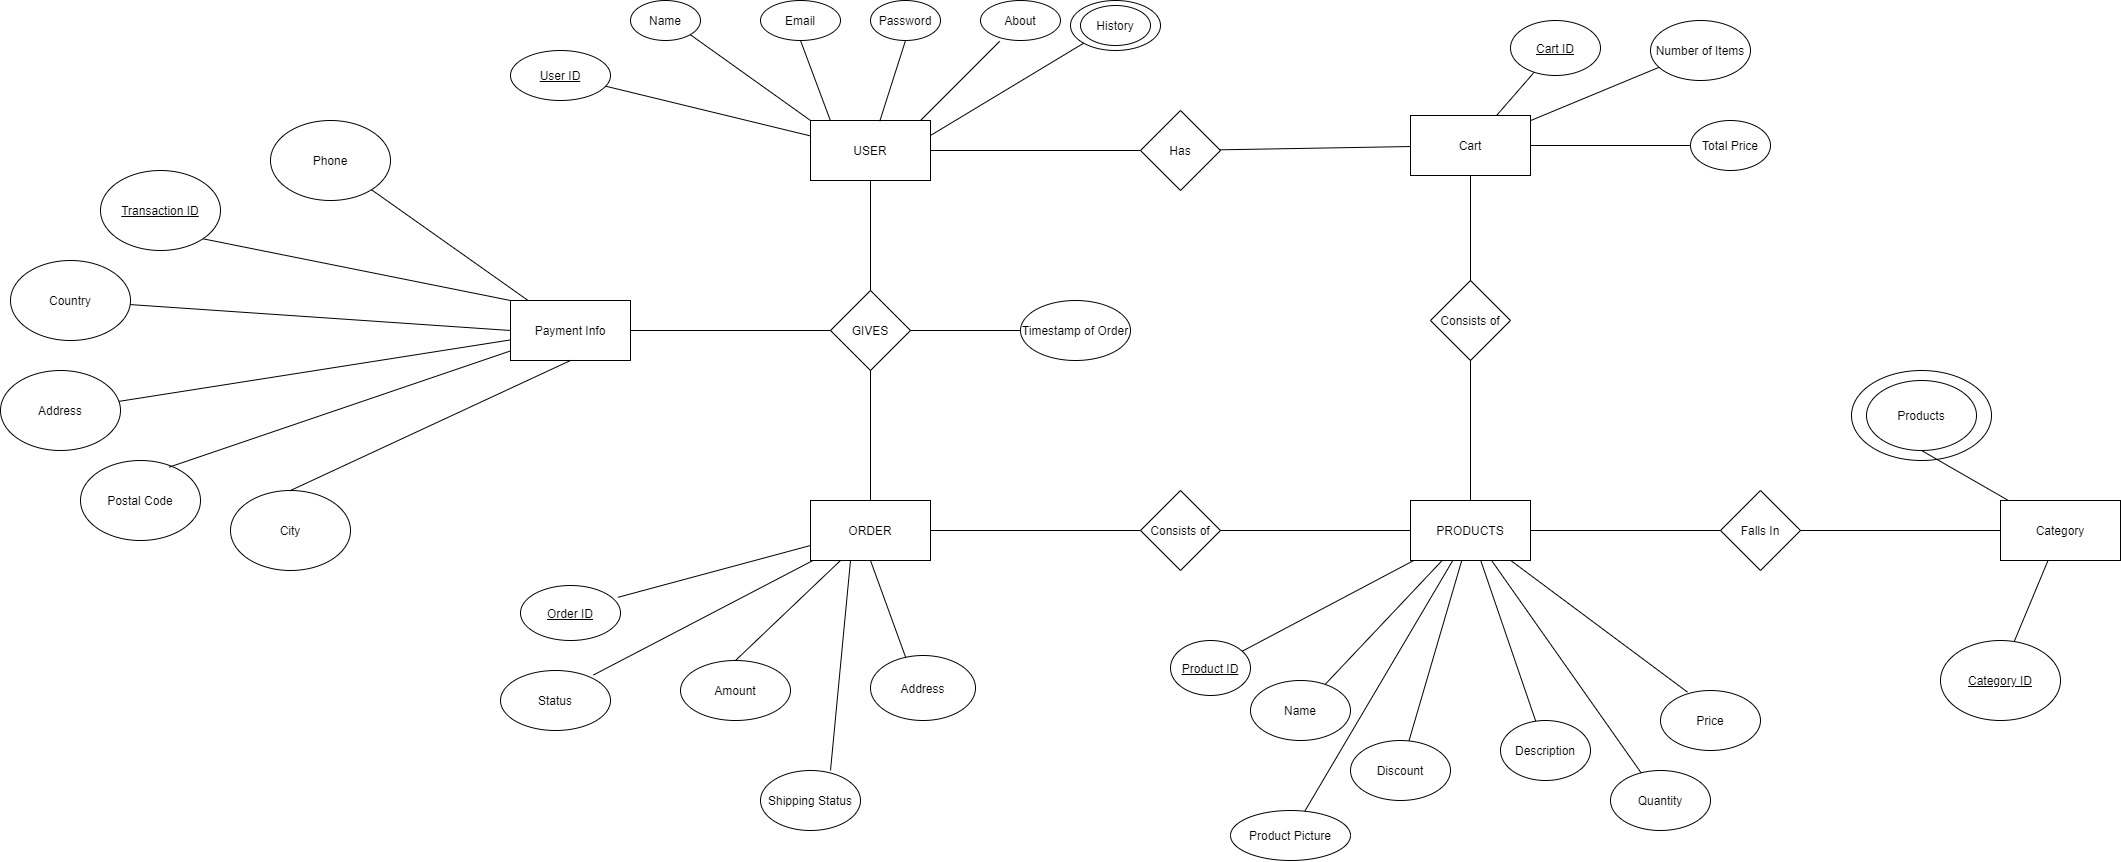 Name
Email
Password
About
History
User ID
Cart ID
Number of Items
USER
Has
Cart
Total Price
Phone
Transaction ID
Country
Payment Info
GIVES
Timestamp of Order
Consists of
Address
Products
Postal Code
City
ORDER
Consists of
PRODUCTS
Falls In
Category
Order ID
Status
Amount
Address
Shipping Status
Product ID
Name
Product Picture
Discount
Description
Quantity
Price
Category ID